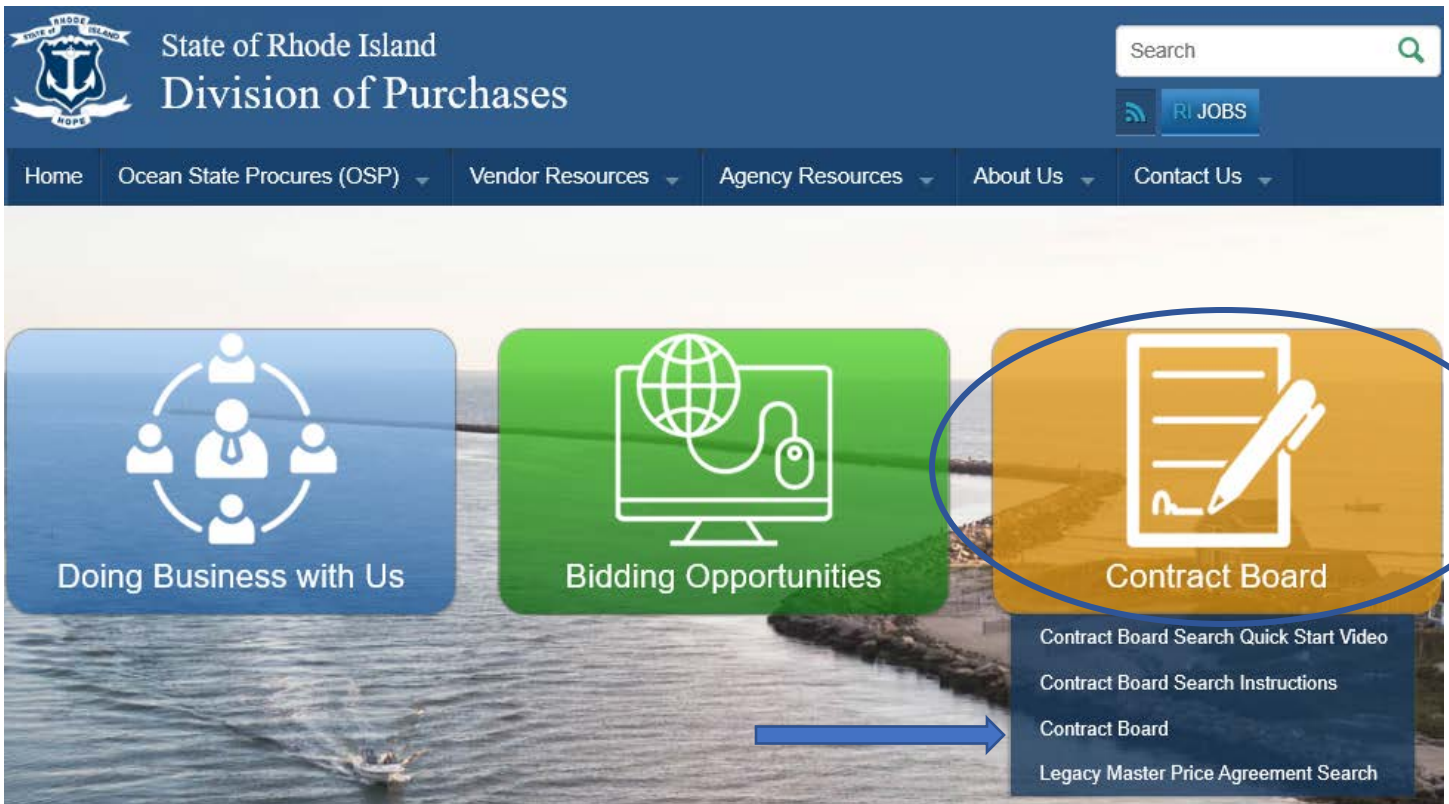 STATE of RHODE ISLAND
HOPE
State of Rhode Island
Division of Purchases
Search
RI JOBS
Home Ocean State Procures (OSP) Vendor Resources Agency Resources About Us Contact Us
Doing Business with Us
Bidding Opportunities
Contract Board
Contract Board Search Quick Start Video
Contract Board Search Instructions
Contract Board
Legacy Master Price Agreement Search